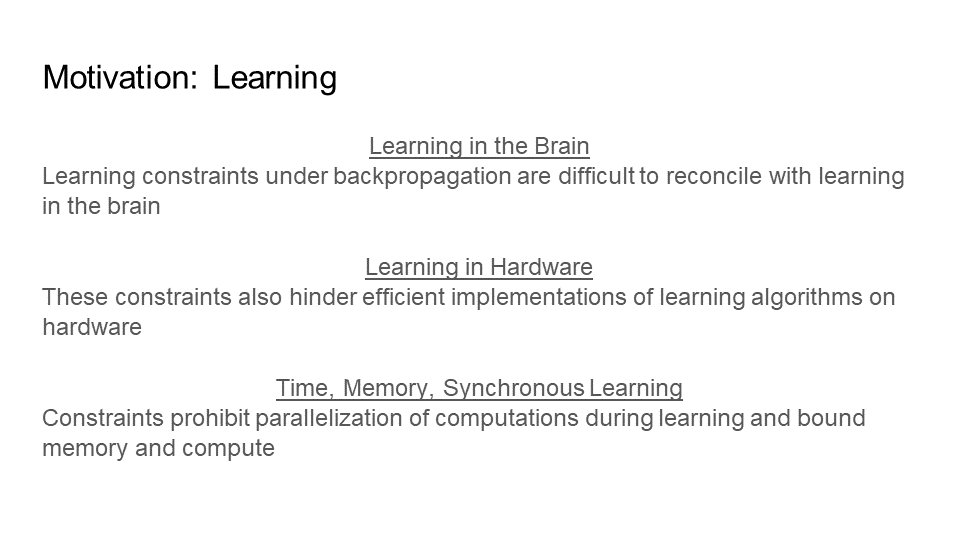 Motivation: Learning
Learning in the Brain
Learning constraints under backpropagation are difficult to reconcile with learning
in the brain
Learning in Hardware
These constraints also hinder efficient implementations of learning algorithms on
hardware
Time, Memory, Synchronous Learning
Constraints prohibit parallelization of computations during learning and bound
memory and compute